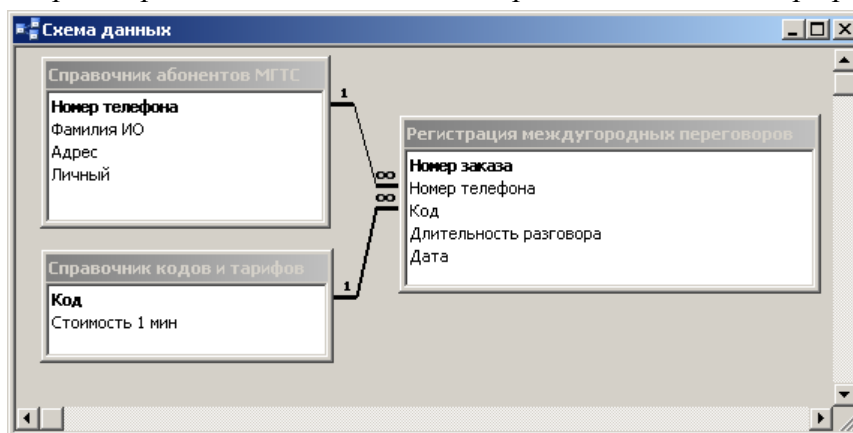 Схема данных
Справочник абонентов МГТС
Номер телефона
Фамилия ИО
Адрес
Личный
1
Регистрация междугородных переговоров
Номер заказа
Номер телефона
Код
Длительность разговора
Дата
∞
∞
Справочник кодов и тарифов
Код
Стоимость 1 мин
1